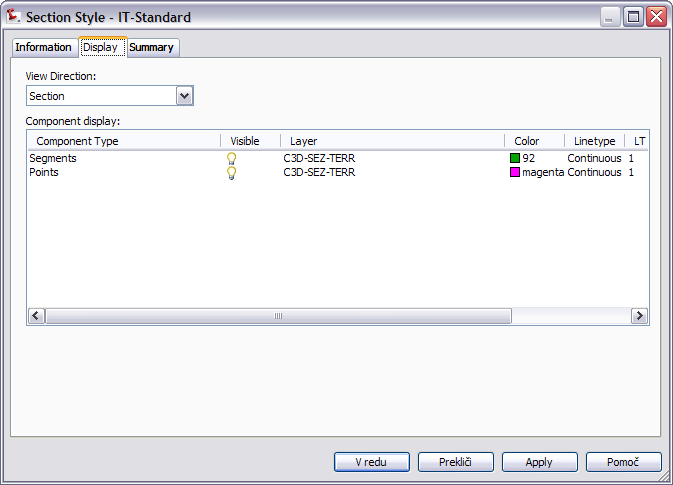 Section Style - IT-Standard
Information Display Summary
View Direction:
Section
Component display:
Component Type Visible Layer Color Linetype LT
Segments C3D-SEZ-TERR 92 Continuous 1
Points C3D-SEZ-TERR magenta Continuous 1
V redu Prekliči Apply Pomoč